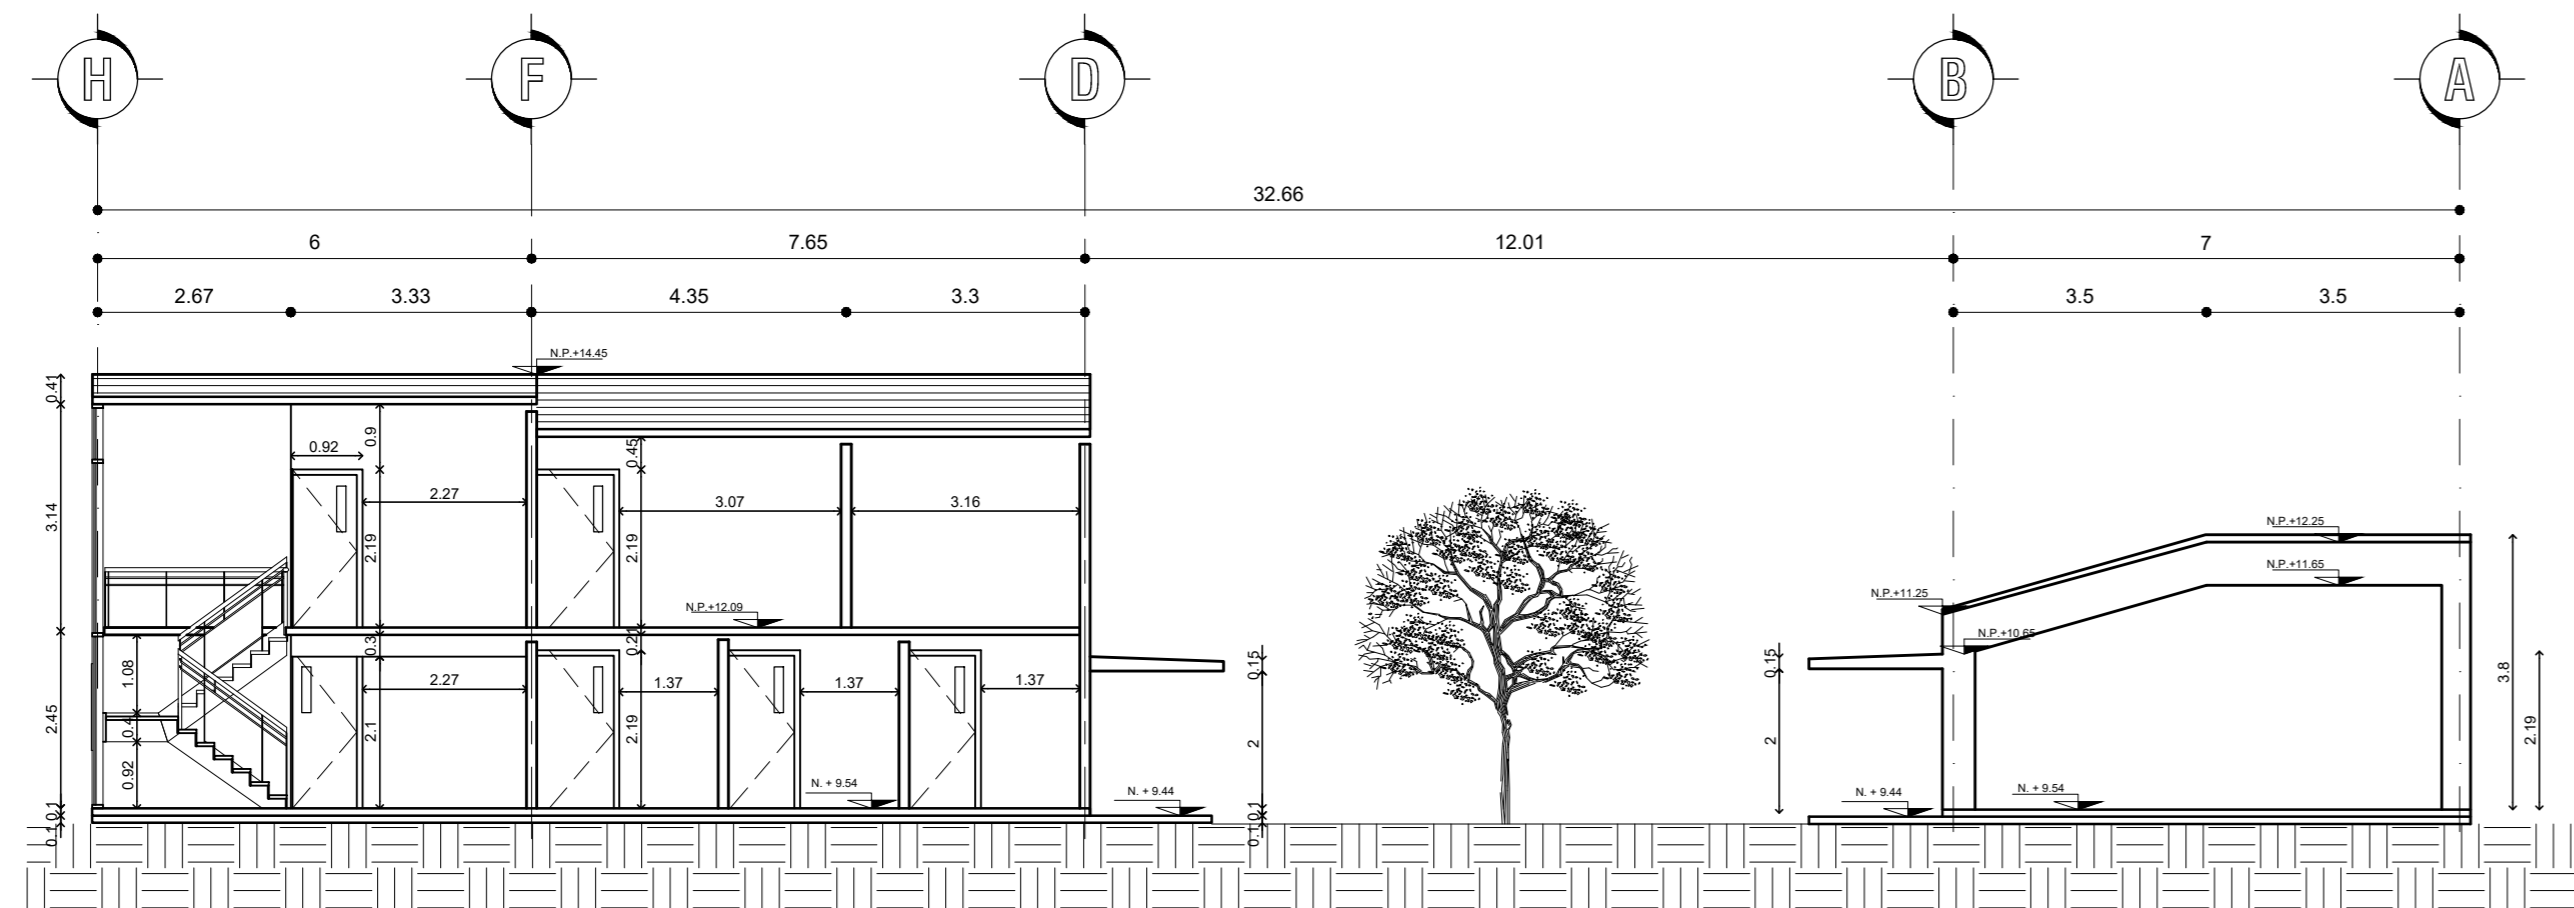 H F D B A
32.66
6 7.65 12.01 7
2.67 3.33 4.35 3.3 3.5 3.5
N.P.+14.45
0.41
0.9
0.92
0.45
2.27
3.07
3.16
3.14
2.19
2.19
N.P.+12.25
N.P.+11.65
N.P.+11.25
N.P.+12.09
N.P.+10.65
0.3
0.21
0.15
0.15
1.08
2.27
1.37
1.37
1.37
3.8
2.45
0.4
2.1
2.19
2
2
2.19
0.92
N. + 9.54
N. + 9.44
N. + 9.44
N. + 9.54
0.1
0.1
0.1
0.1